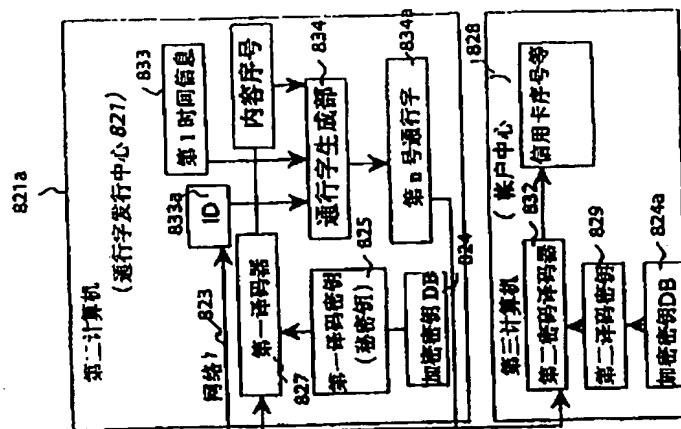 821a
第二计算机
(通行字发行中心 821)
833
第1时间信息
833a
ID
内容序号
网络)
823
第一译码器
827
通行字生成部
834
第一译码密钥
(秘密钥)
825
第n号通行字
834a
加密密钥DB
824
第三计算机
(帐户中心)
828
第二密码译码器
832
信用卡序号等
第二译码密钥
829
加密密钥DB
824a